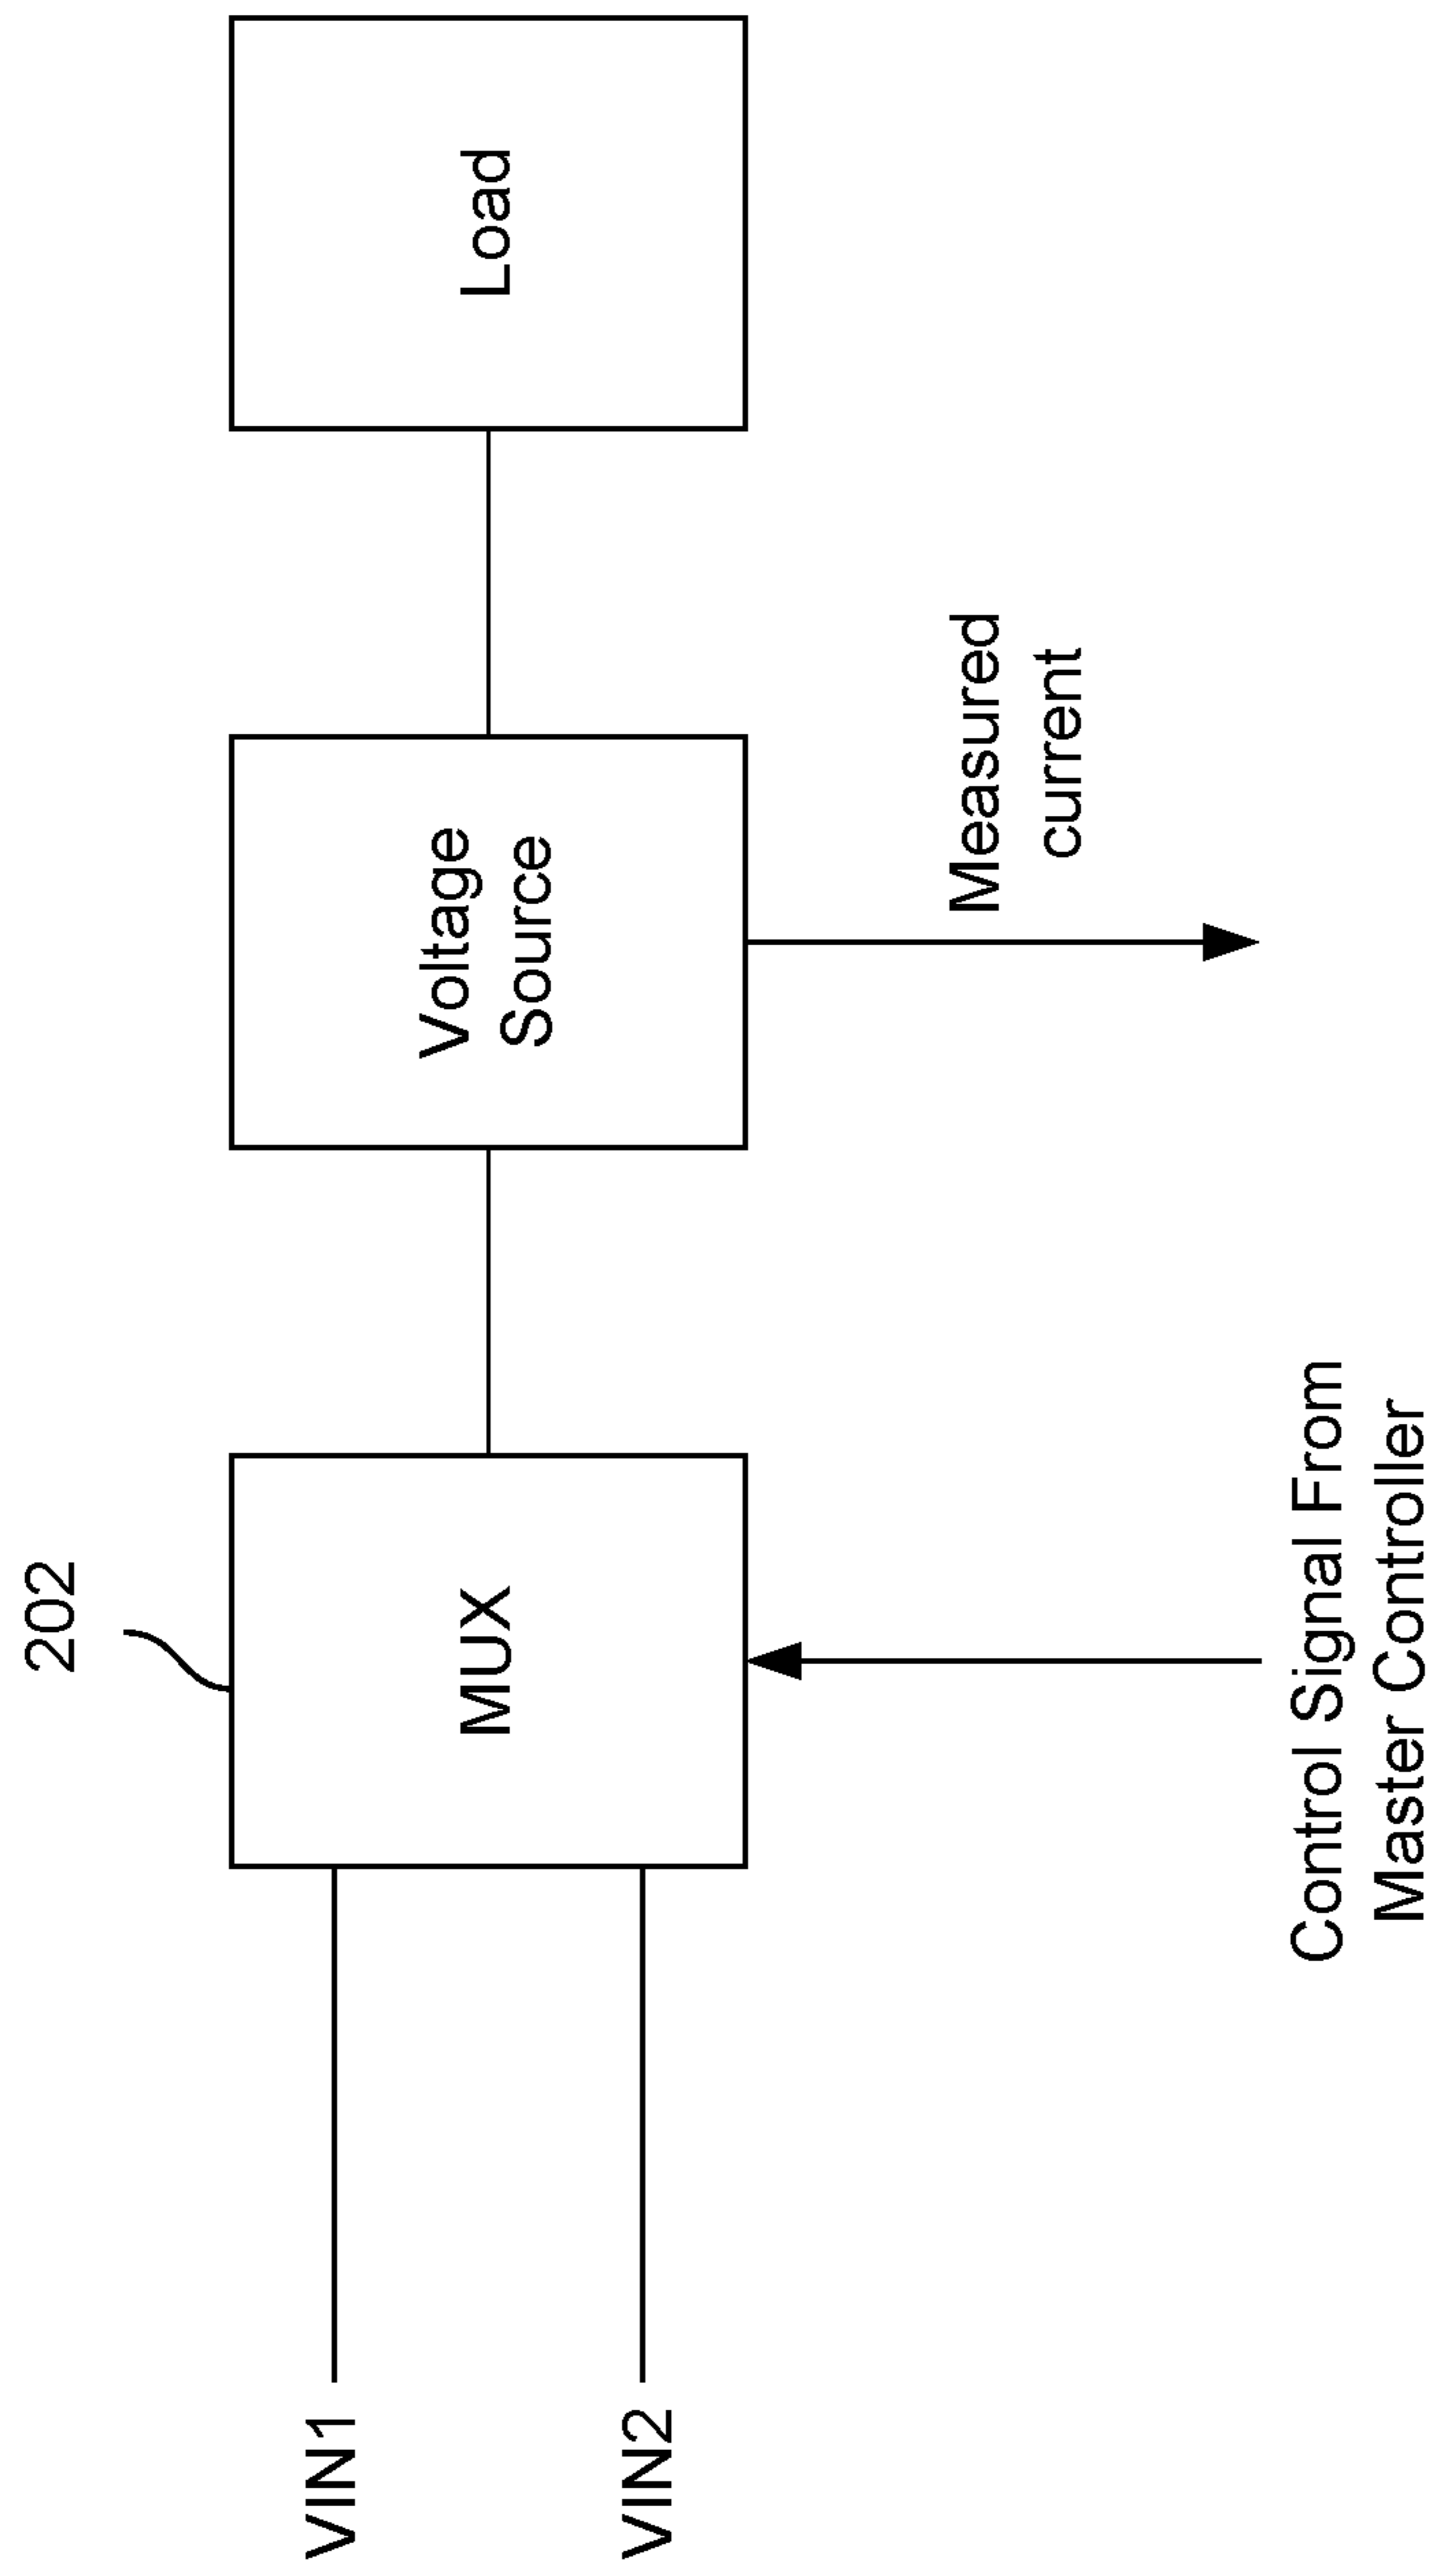 202
VIN1
VIN2
MUX
Voltage
Source
Load
Measured
current
Control Signal From
Master Controller